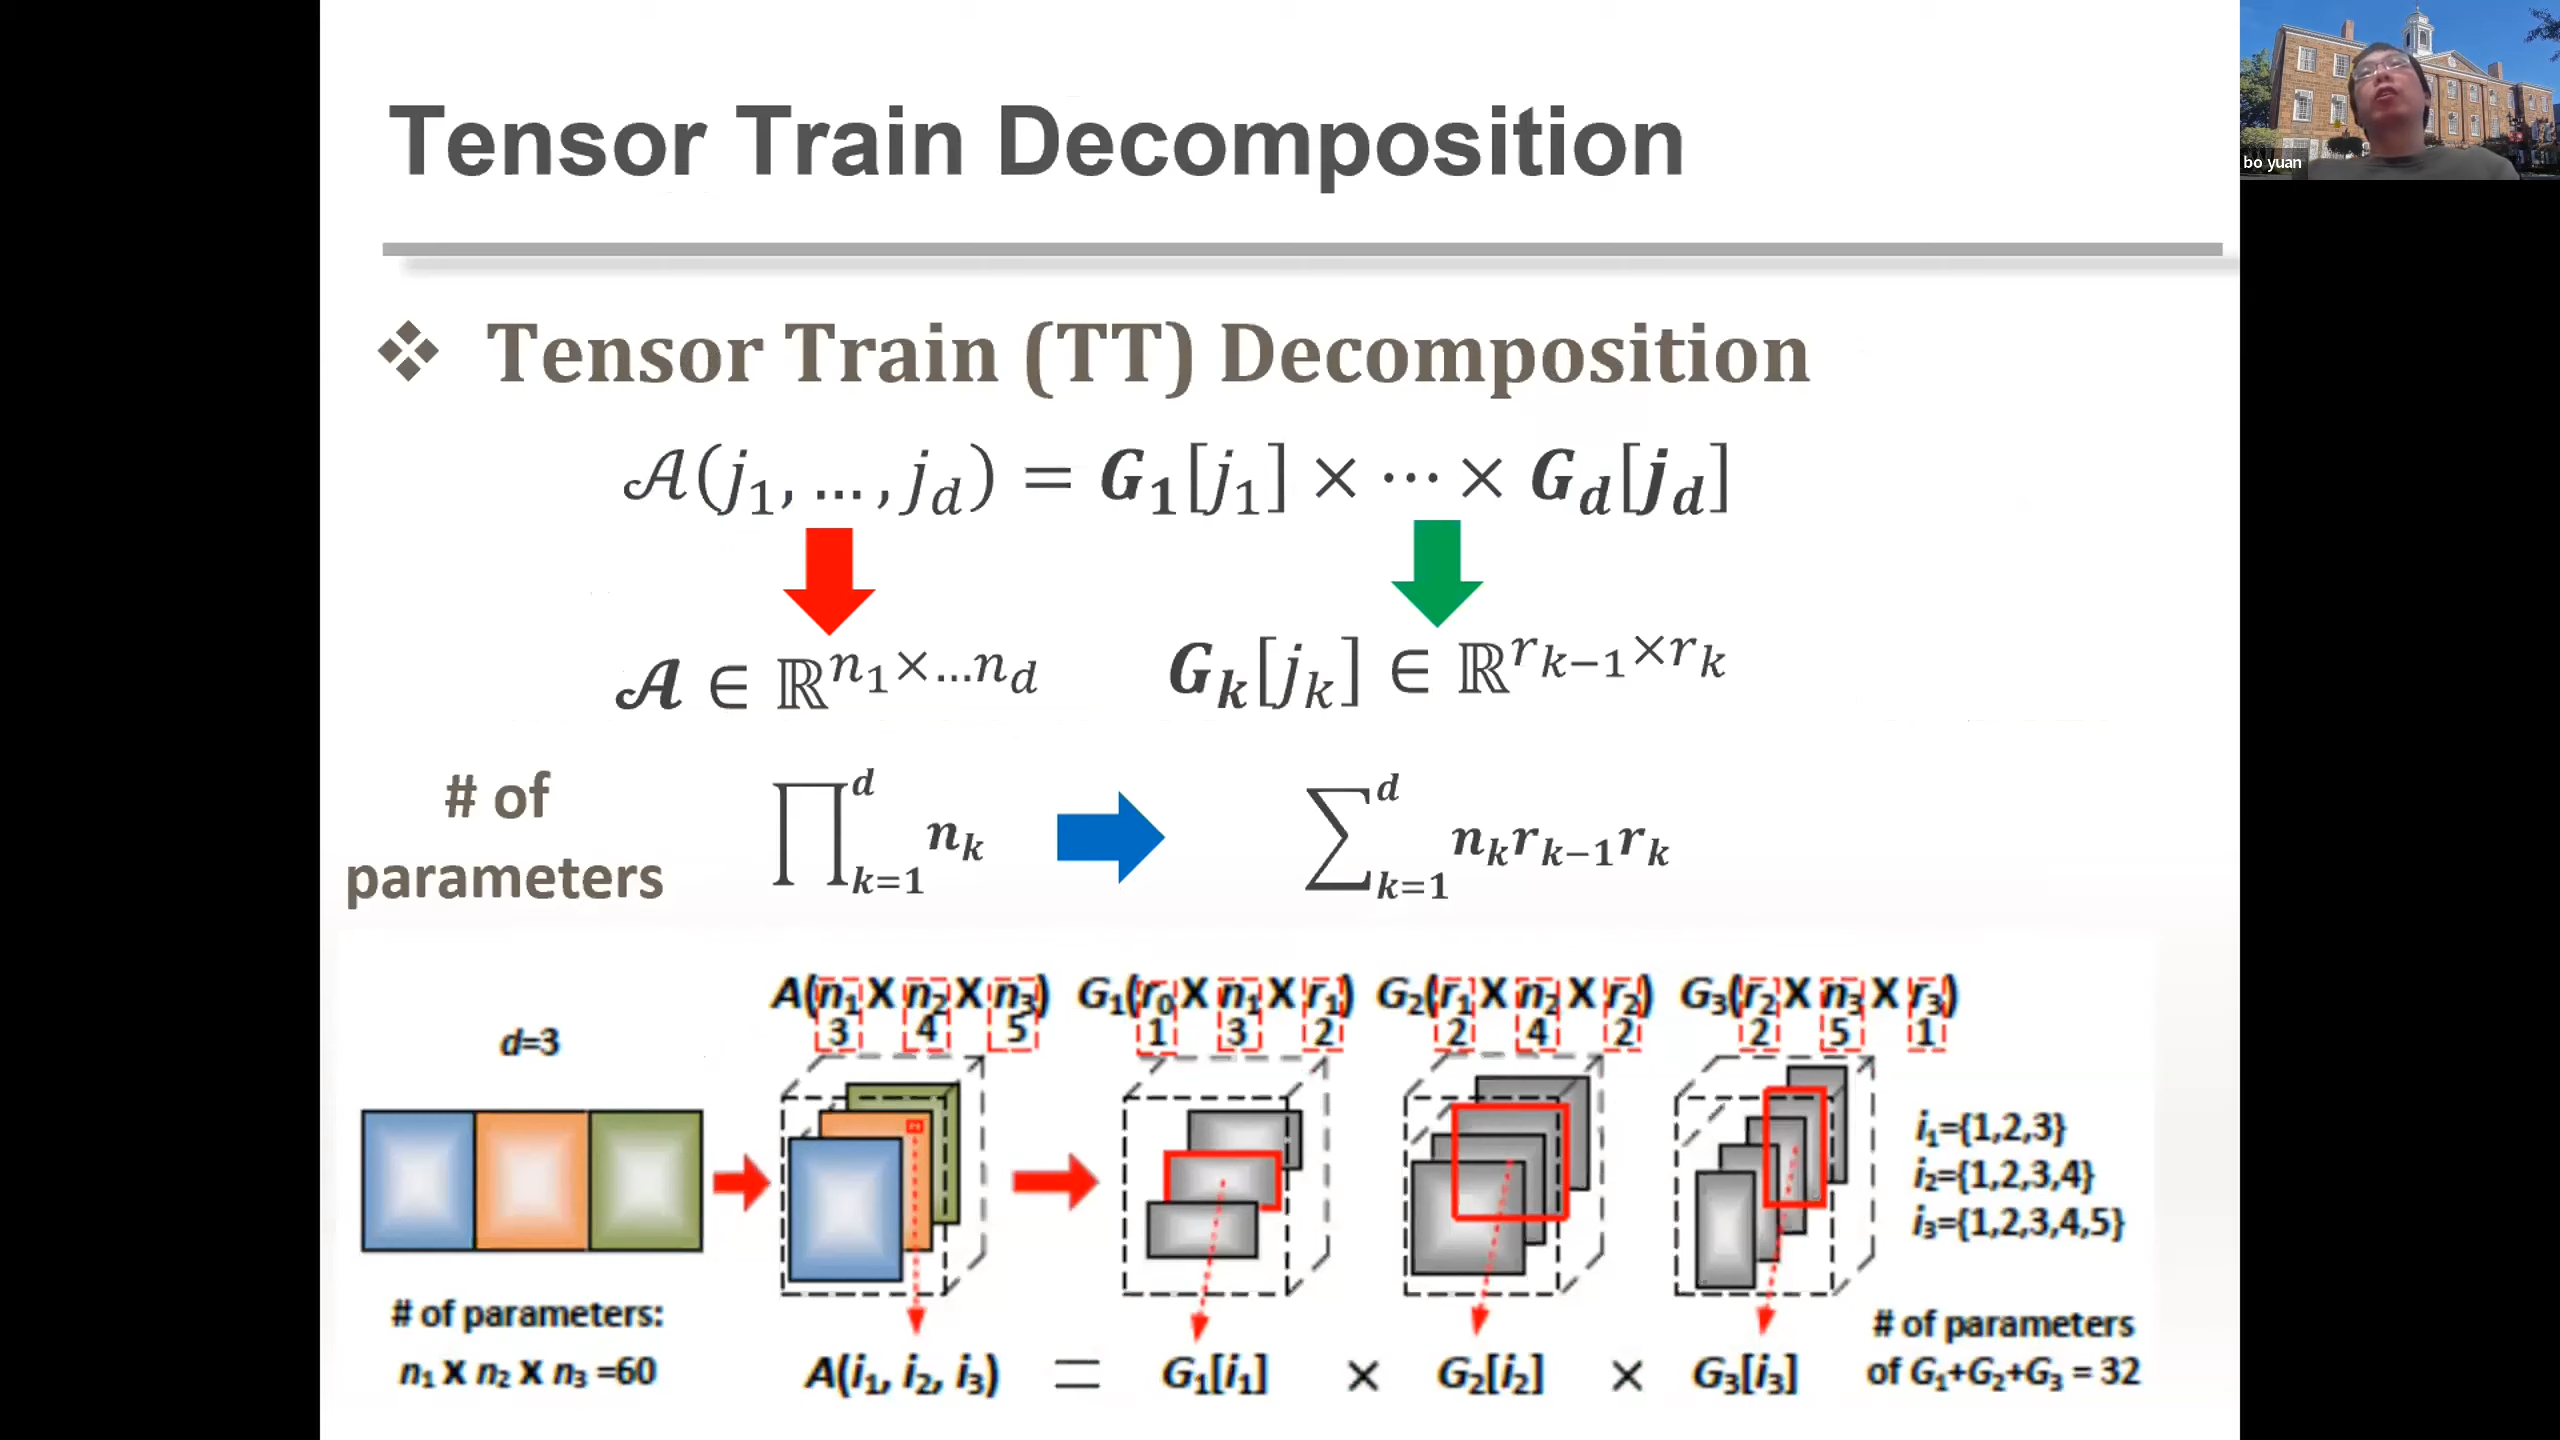 Tensor Train Decomposition
bo yuan
❖ Tensor Train (TT) Decomposition
𝒜(j₁, … , j_d) = G₁[j₁] × ⋯ × G_d[j_d]
𝓐 ∈ ℝ^{n₁×…n_d} G_k[j_k] ∈ ℝ^{r_{k−1}×r_k}
# of parameters
∏_{k=1}^{d} n_k ∑_{k=1}^{d} n_k r_{k−1} r_k
A(n₁ X n₂ X n₃) G₁(r₀ X n₁ X r₁) G₂(r₁ X n₂ X r₂) G₃(r₂ X n₃ X r₃)
3 4 5 1 3 2 2 4 2 2 5 1
d=3
i₁={1,2,3}
i₂={1,2,3,4}
i₃={1,2,3,4,5}
# of parameters:
n₁ X n₂ X n₃ =60
A(i₁, i₂, i₃) = G₁[i₁] × G₂[i₂] × G₃[i₃]
# of parameters
of G₁+G₂+G₃ = 32